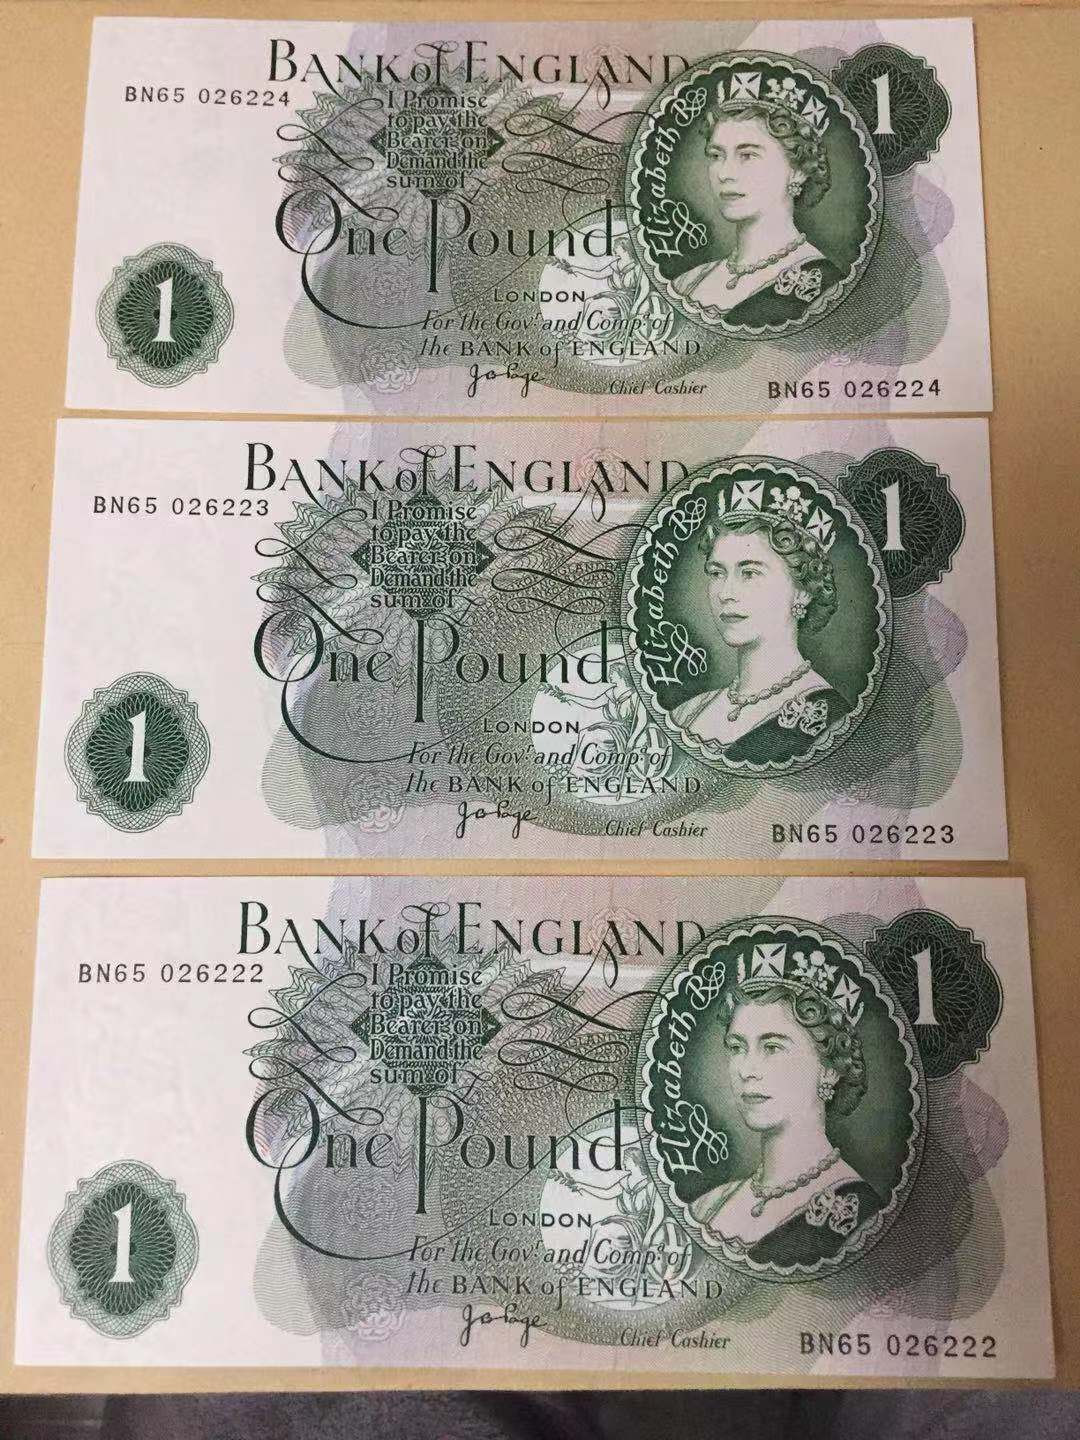 BANK of ENGLAND
BN65 026224
I Promise
to pay the
Bearer on
Demand the
sum of
One Pound
LONDON
For the Govr. and Compa. of
the BANK of ENGLAND
J B Page
Chief Cashier
BN65 026224
Elizabeth R
1
1
BANK of ENGLAND
BN65 026223
I Promise
to pay the
Bearer on
Demand the
sum of
One Pound
LONDON
For the Govr. and Compa. of
the BANK of ENGLAND
J B Page
Chief Cashier
BN65 026223
Elizabeth R
1
1
BANK of ENGLAND
BN65 026222
I Promise
to pay the
Bearer on
Demand the
sum of
One Pound
LONDON
For the Govr. and Compa. of
the BANK of ENGLAND
J B Page
Chief Cashier
BN65 026222
Elizabeth R
1
1